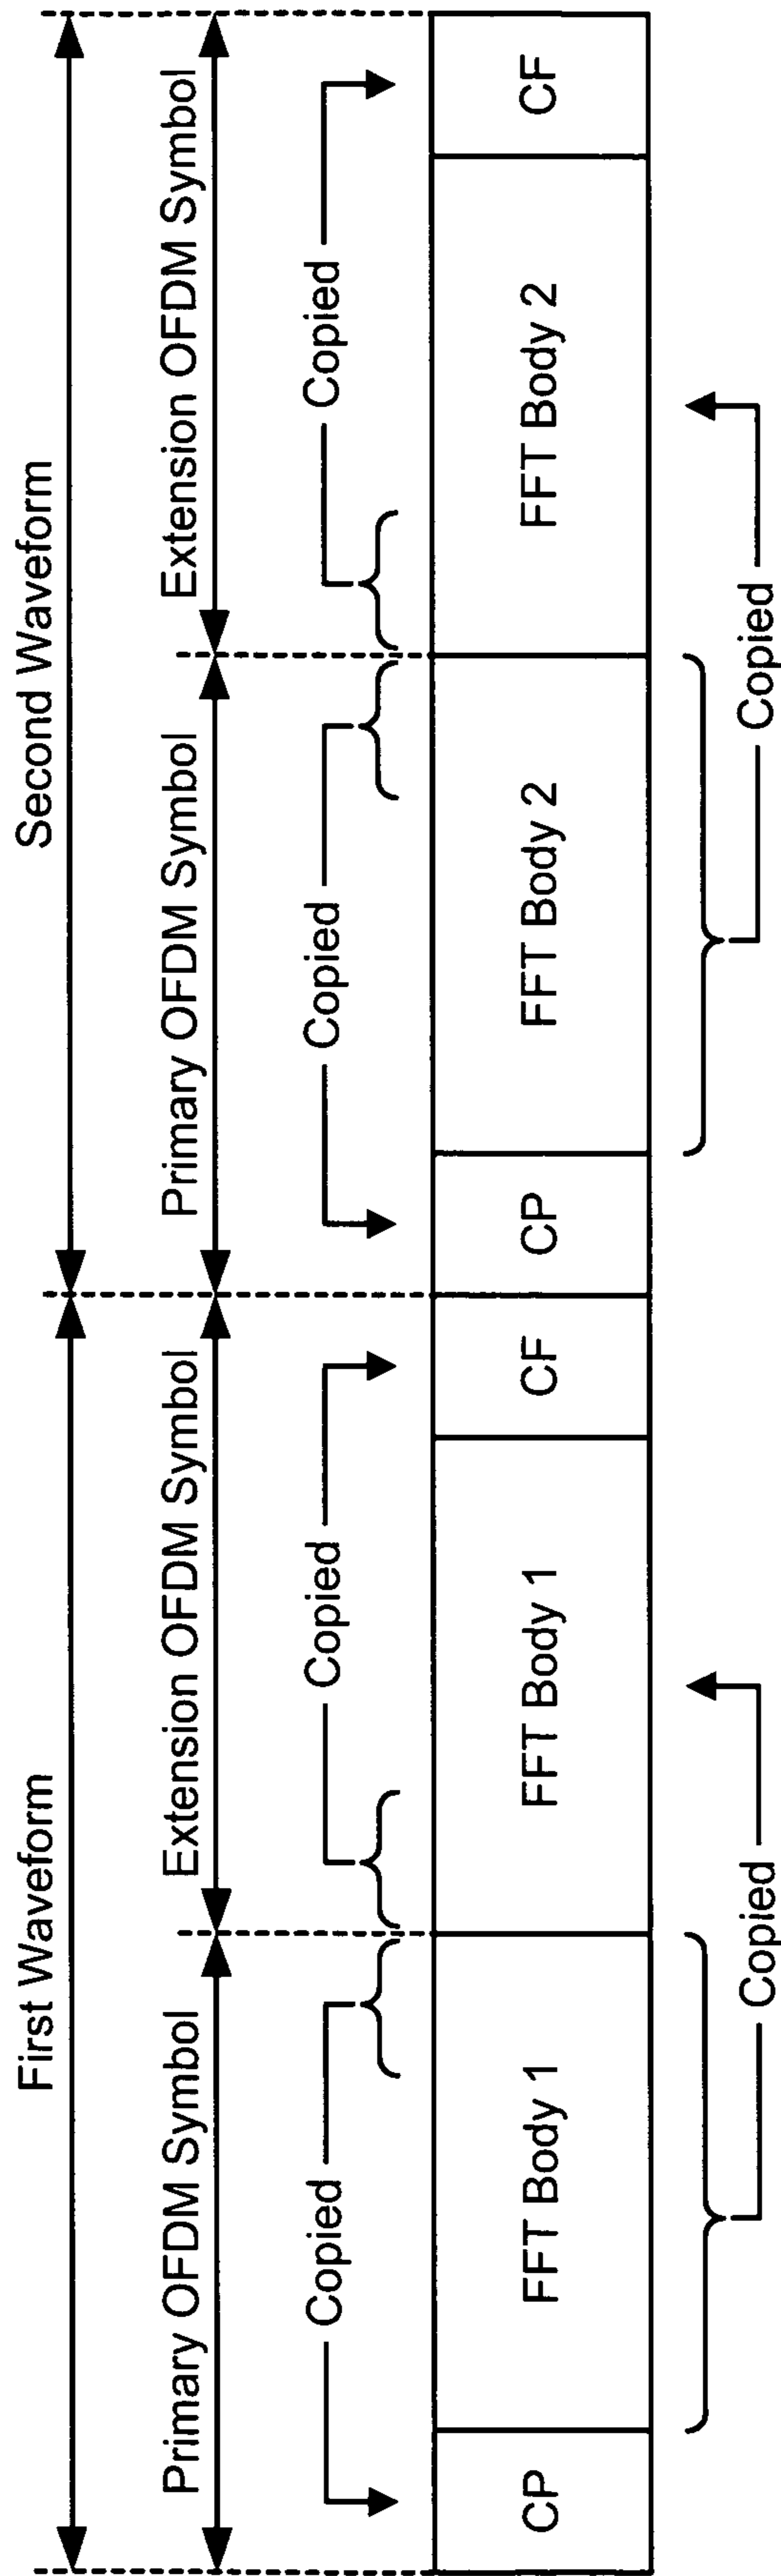 First Waveform
Second Waveform
Primary OFDM Symbol
Extension OFDM Symbol
Primary OFDM Symbol
Extension OFDM Symbol
Copied
Copied
Copied
Copied
CP
FFT Body 1
FFT Body 1
CF
CP
FFT Body 2
FFT Body 2
CF
Copied
Copied